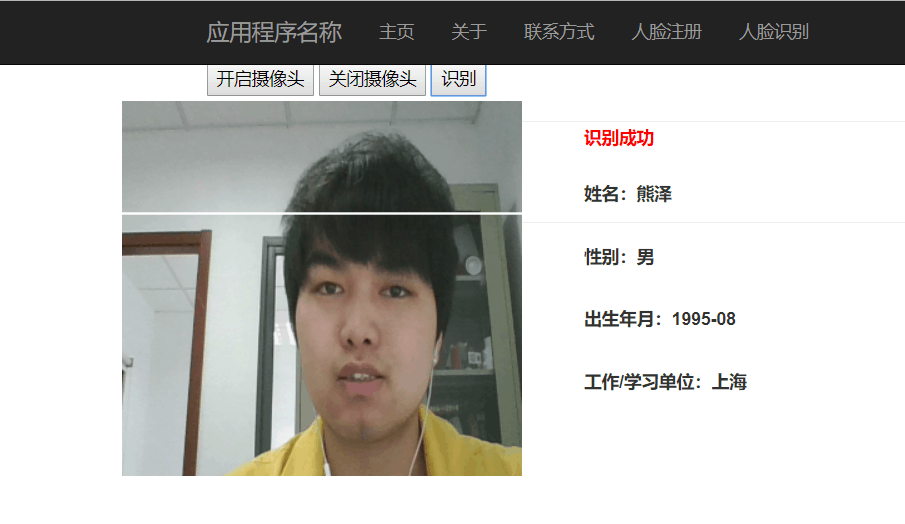 应用程序名称 主页 关于 联系方式 人脸注册 人脸识别
开启摄像头 关闭摄像头 识别
识别成功
姓名：熊泽
性别：男
出生年月：1995-08
工作/学习单位：上海